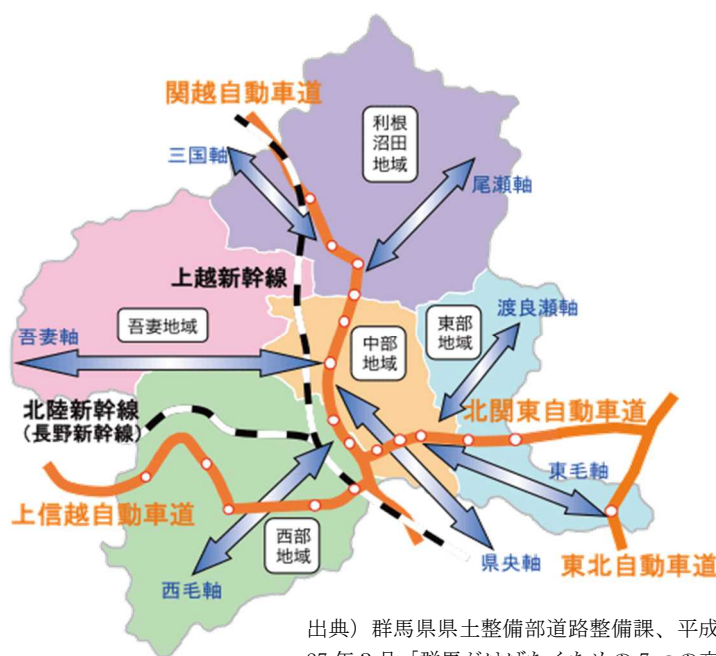 関越自動車道
利根
沼田
地域
三国軸
尾瀬軸
上越新幹線
渡良瀬軸
吾妻地域
東部
地域
吾妻軸
中部
地域
北陸新幹線
(長野新幹線)
北関東自動車道
東毛軸
上信越自動車道
西部
地域
県央軸
東北自動車道
西毛軸
出典）群馬県県土整備部道路整備課、平成